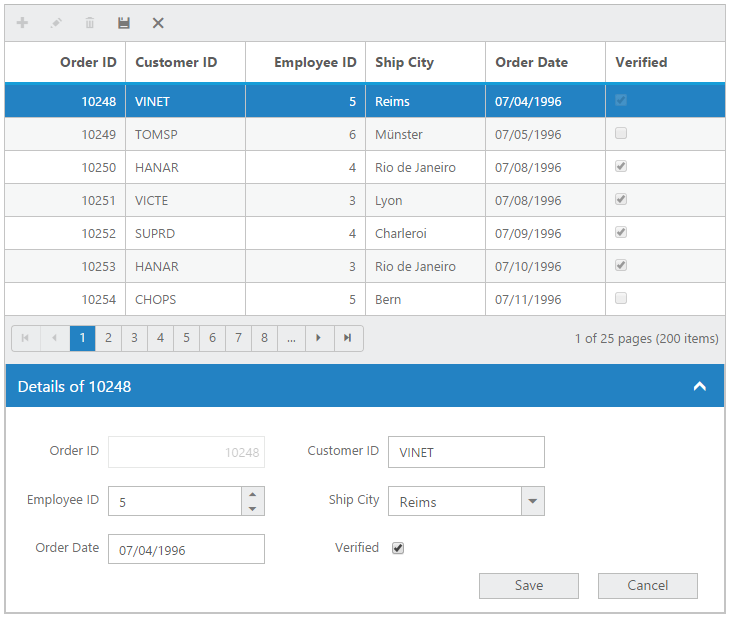 Order ID Customer ID Employee ID Ship City Order Date Verified
10248 VINET 5 Reims 07/04/1996
10249 TOMSP 6 Münster 07/05/1996
10250 HANAR 4 Rio de Janeiro 07/08/1996
10251 VICTE 3 Lyon 07/08/1996
10252 SUPRD 4 Charleroi 07/09/1996
10253 HANAR 3 Rio de Janeiro 07/10/1996
10254 CHOPS 5 Bern 07/11/1996
1 2 3 4 5 6 7 8 ... 1 of 25 pages (200 items)
Details of 10248
Order ID 10248 Customer ID VINET
Employee ID 5 Ship City Reims
Order Date 07/04/1996 Verified
Save Cancel